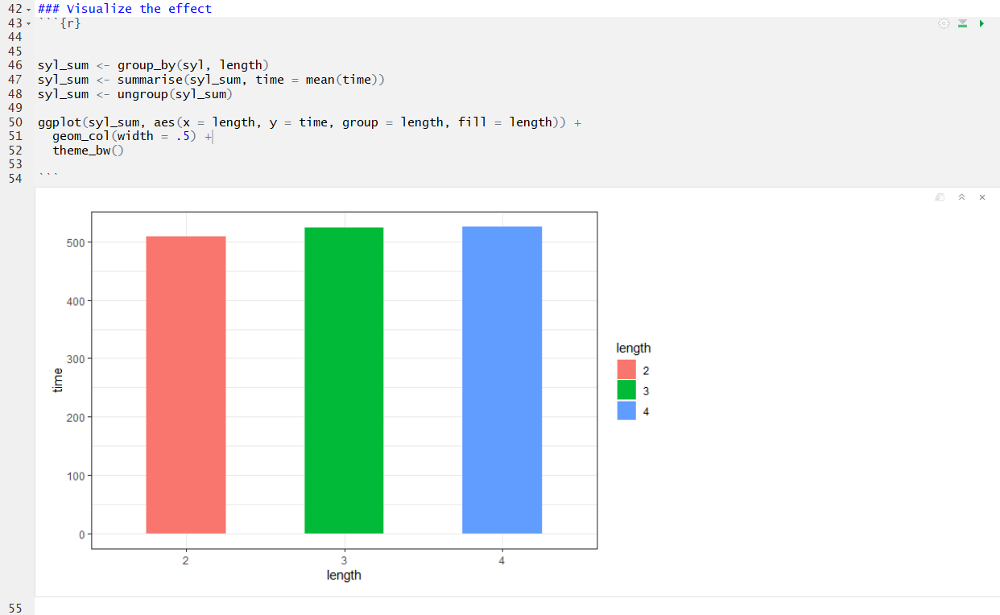 42 ### Visualize the effect
43 ```{r}
44
45
46 syl_sum <- group_by(syl, length)
47 syl_sum <- summarise(syl_sum, time = mean(time))
48 syl_sum <- ungroup(syl_sum)
49
50 ggplot(syl_sum, aes(x = length, y = time, group = length, fill = length)) +
51 geom_col(width = .5) +
52 theme_bw()
53
54 ```
500
400
300
200
100
0
time
2 3 4
length
length
2
3
4
55